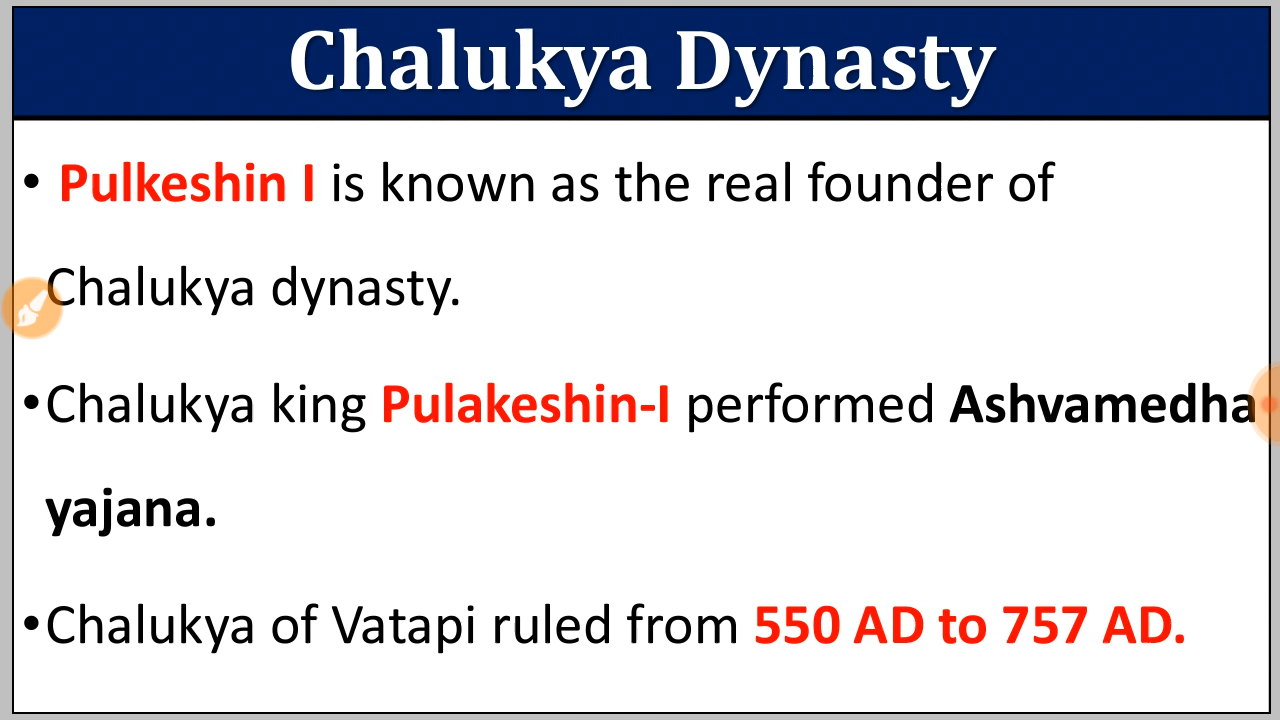 Chalukya Dynasty
• Pulkeshin I is known as the real founder of
Chalukya dynasty.
•Chalukya king Pulakeshin-I performed Ashvamedha
yajana.
•Chalukya of Vatapi ruled from 550 AD to 757 AD.